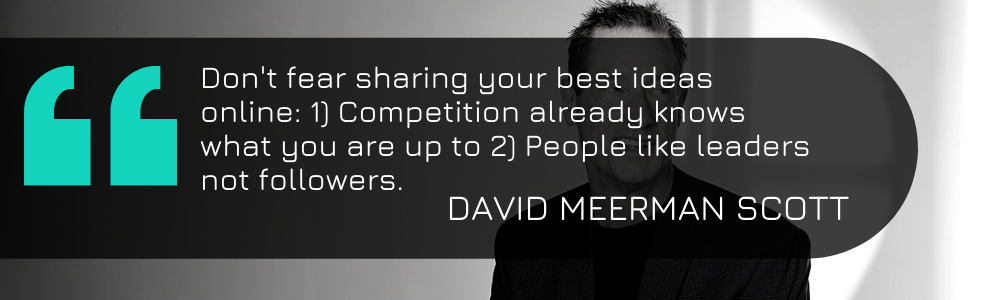 Don't fear sharing your best ideas
online: 1) Competition already knows
what you are up to 2) People like leaders
not followers.
DAVID MEERMAN SCOTT